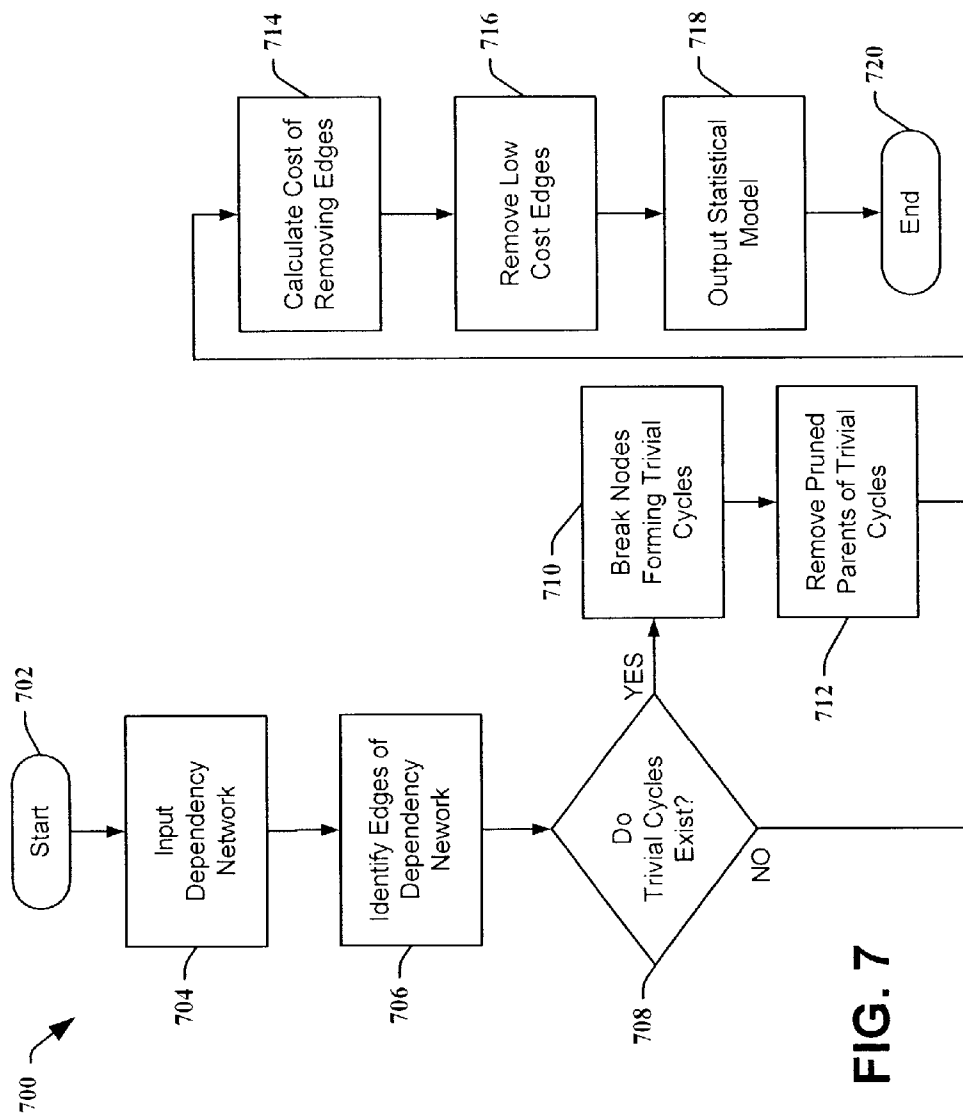 700
702
Start
704
Input
Dependency
Network
706
Identify Edges of
Dependency
Nework
708
Do
Trivial Cycles
Exist?
YES
NO
710
Break Nodes
Forming Trivial
Cycles
712
Remove Pruned
Parents of Trivial
Cycles
714
Calculate Cost of
Removing Edges
716
Remove Low
Cost Edges
718
Output Statistical
Model
720
End
FIG. 7